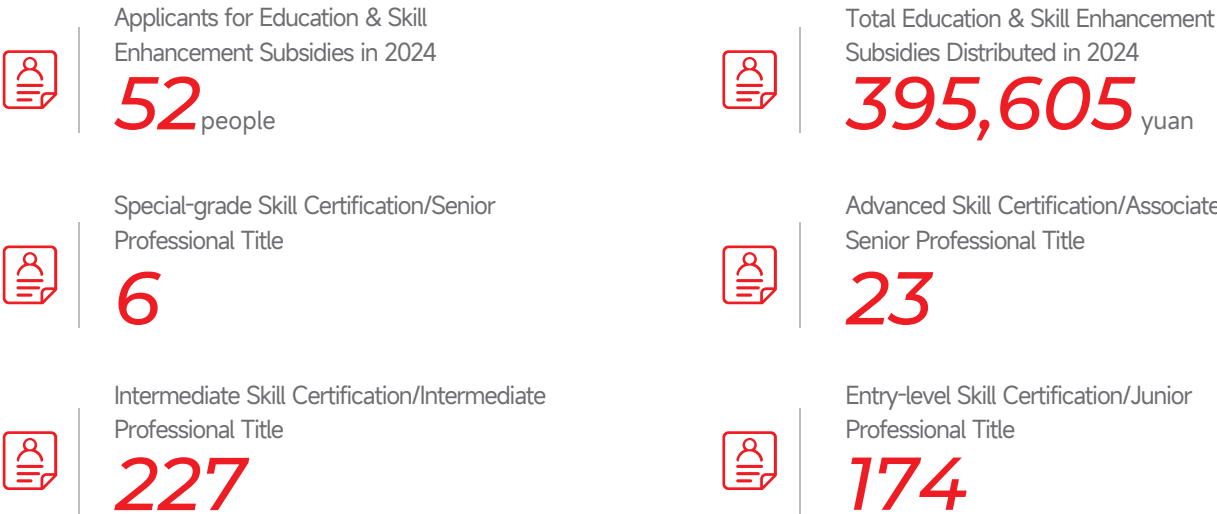 Applicants for Education & Skill
Enhancement Subsidies in 2024
52 people
Total Education & Skill Enhancement
Subsidies Distributed in 2024
395,605 yuan
Special-grade Skill Certification/Senior
Professional Title
6
Advanced Skill Certification/Associate
Senior Professional Title
23
Intermediate Skill Certification/Intermediate
Professional Title
227
Entry-level Skill Certification/Junior
Professional Title
174